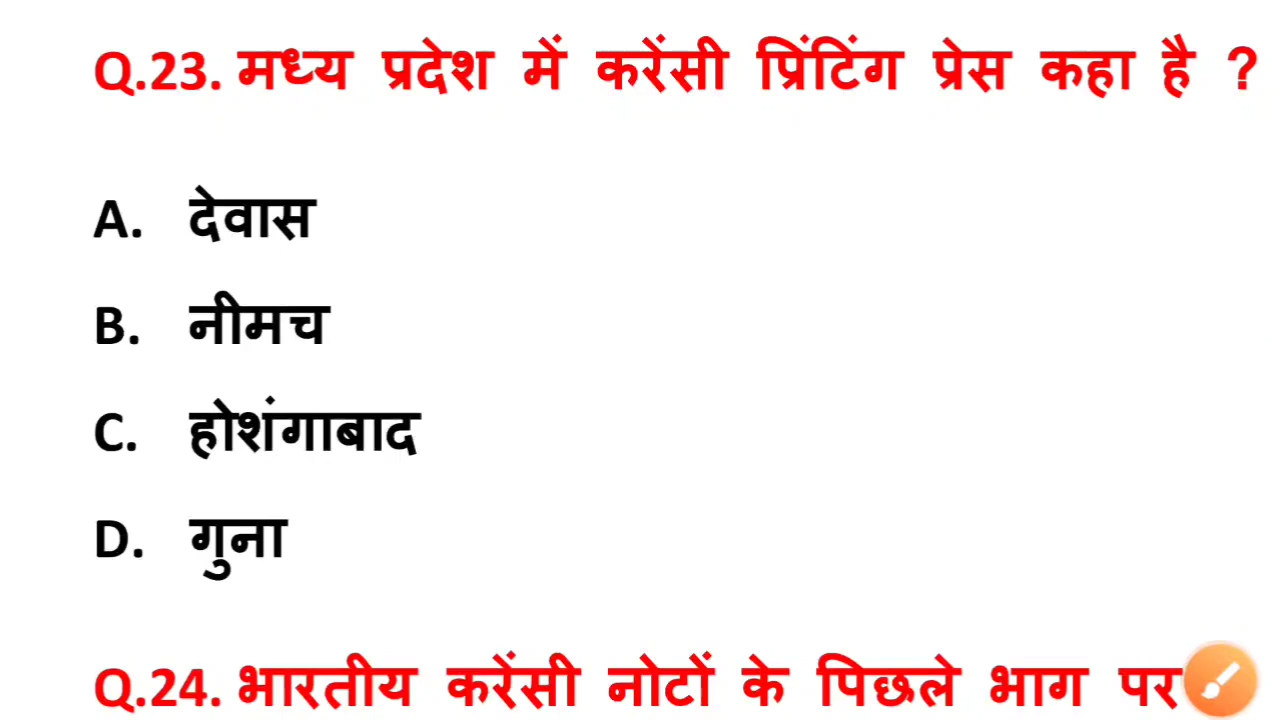 Q.23. मध्य प्रदेश में करेंसी प्रिंटिंग प्रेस कहा है ?
A. देवास
B. नीमच
C. होशंगाबाद
D. गुना
Q.24. भारतीय करेंसी नोटों के पिछले भाग पर